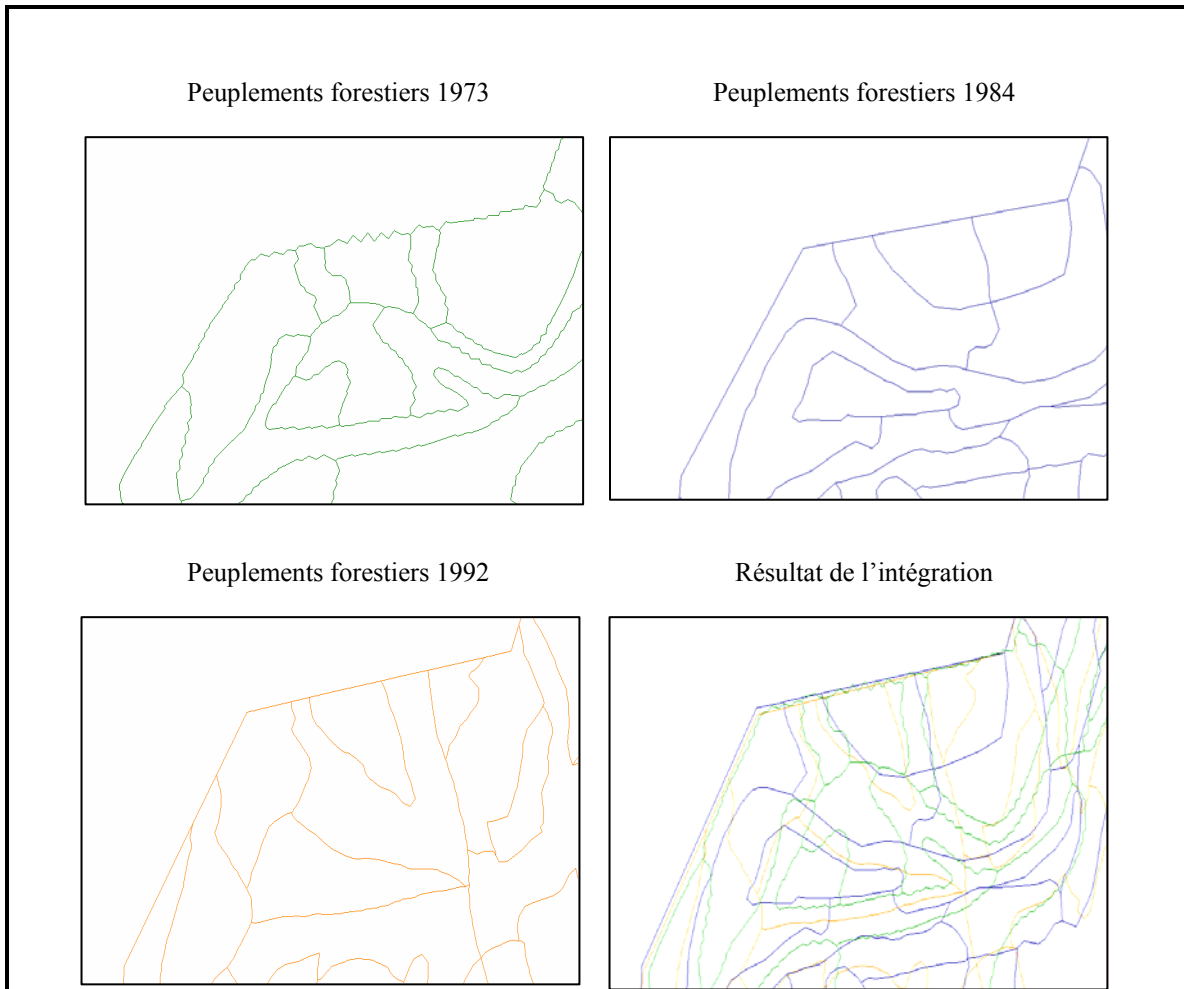 Peuplements forestiers 1973
Peuplements forestiers 1984
Peuplements forestiers 1992
Résultat de l'intégration